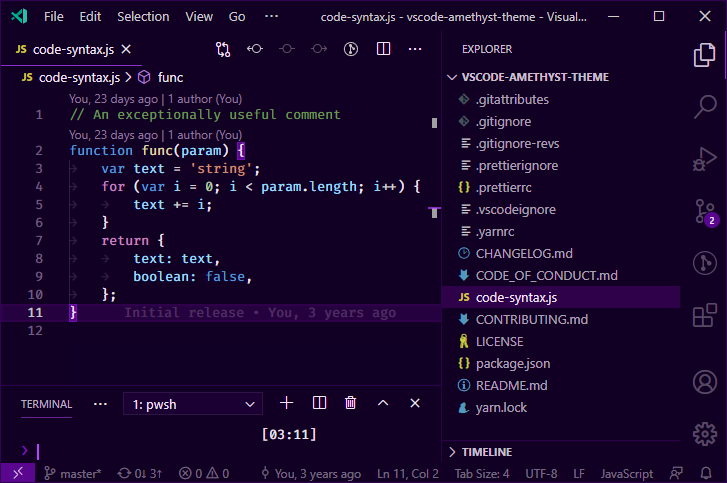 File Edit Selection View Go ··· code-syntax.js - vscode-amethyst-theme - Visual...
JS code-syntax.js
JS code-syntax.js > func
You, 23 days ago | 1 author (You)
1 // An exceptionally useful comment
You, 23 days ago | 1 author (You)
2 function func(param) {
3 var text = 'string';
4 for (var i = 0; i < param.length; i++) {
5 text += i;
6 }
7 return {
8 text: text,
9 boolean: false,
10 };
11 } Initial release • You, 3 years ago
12
TERMINAL ··· 1: pwsh
[03:11]
>
EXPLORER
VSCODE-AMETHYST-THEME
.gitattributes
.gitignore
.gitignore-revs
.prettierignore
{ } .prettierrc
.vscodeignore
.yarnrc
CHANGELOG.md
CODE_OF_CONDUCT.md
JS code-syntax.js
CONTRIBUTING.md
LICENSE
{ } package.json
README.md
yarn.lock
TIMELINE
2
master* 0↓ 3↑ 0 0 You, 3 years ago Ln 11, Col 2 Tab Size: 4 UTF-8 LF JavaScript